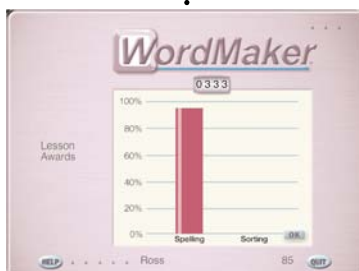 WordMaker
0333
100%
80%
60%
40%
20%
0%
Lesson
Awards
Spelling
Sorting
OK
HELP
Ross
85
QUIT